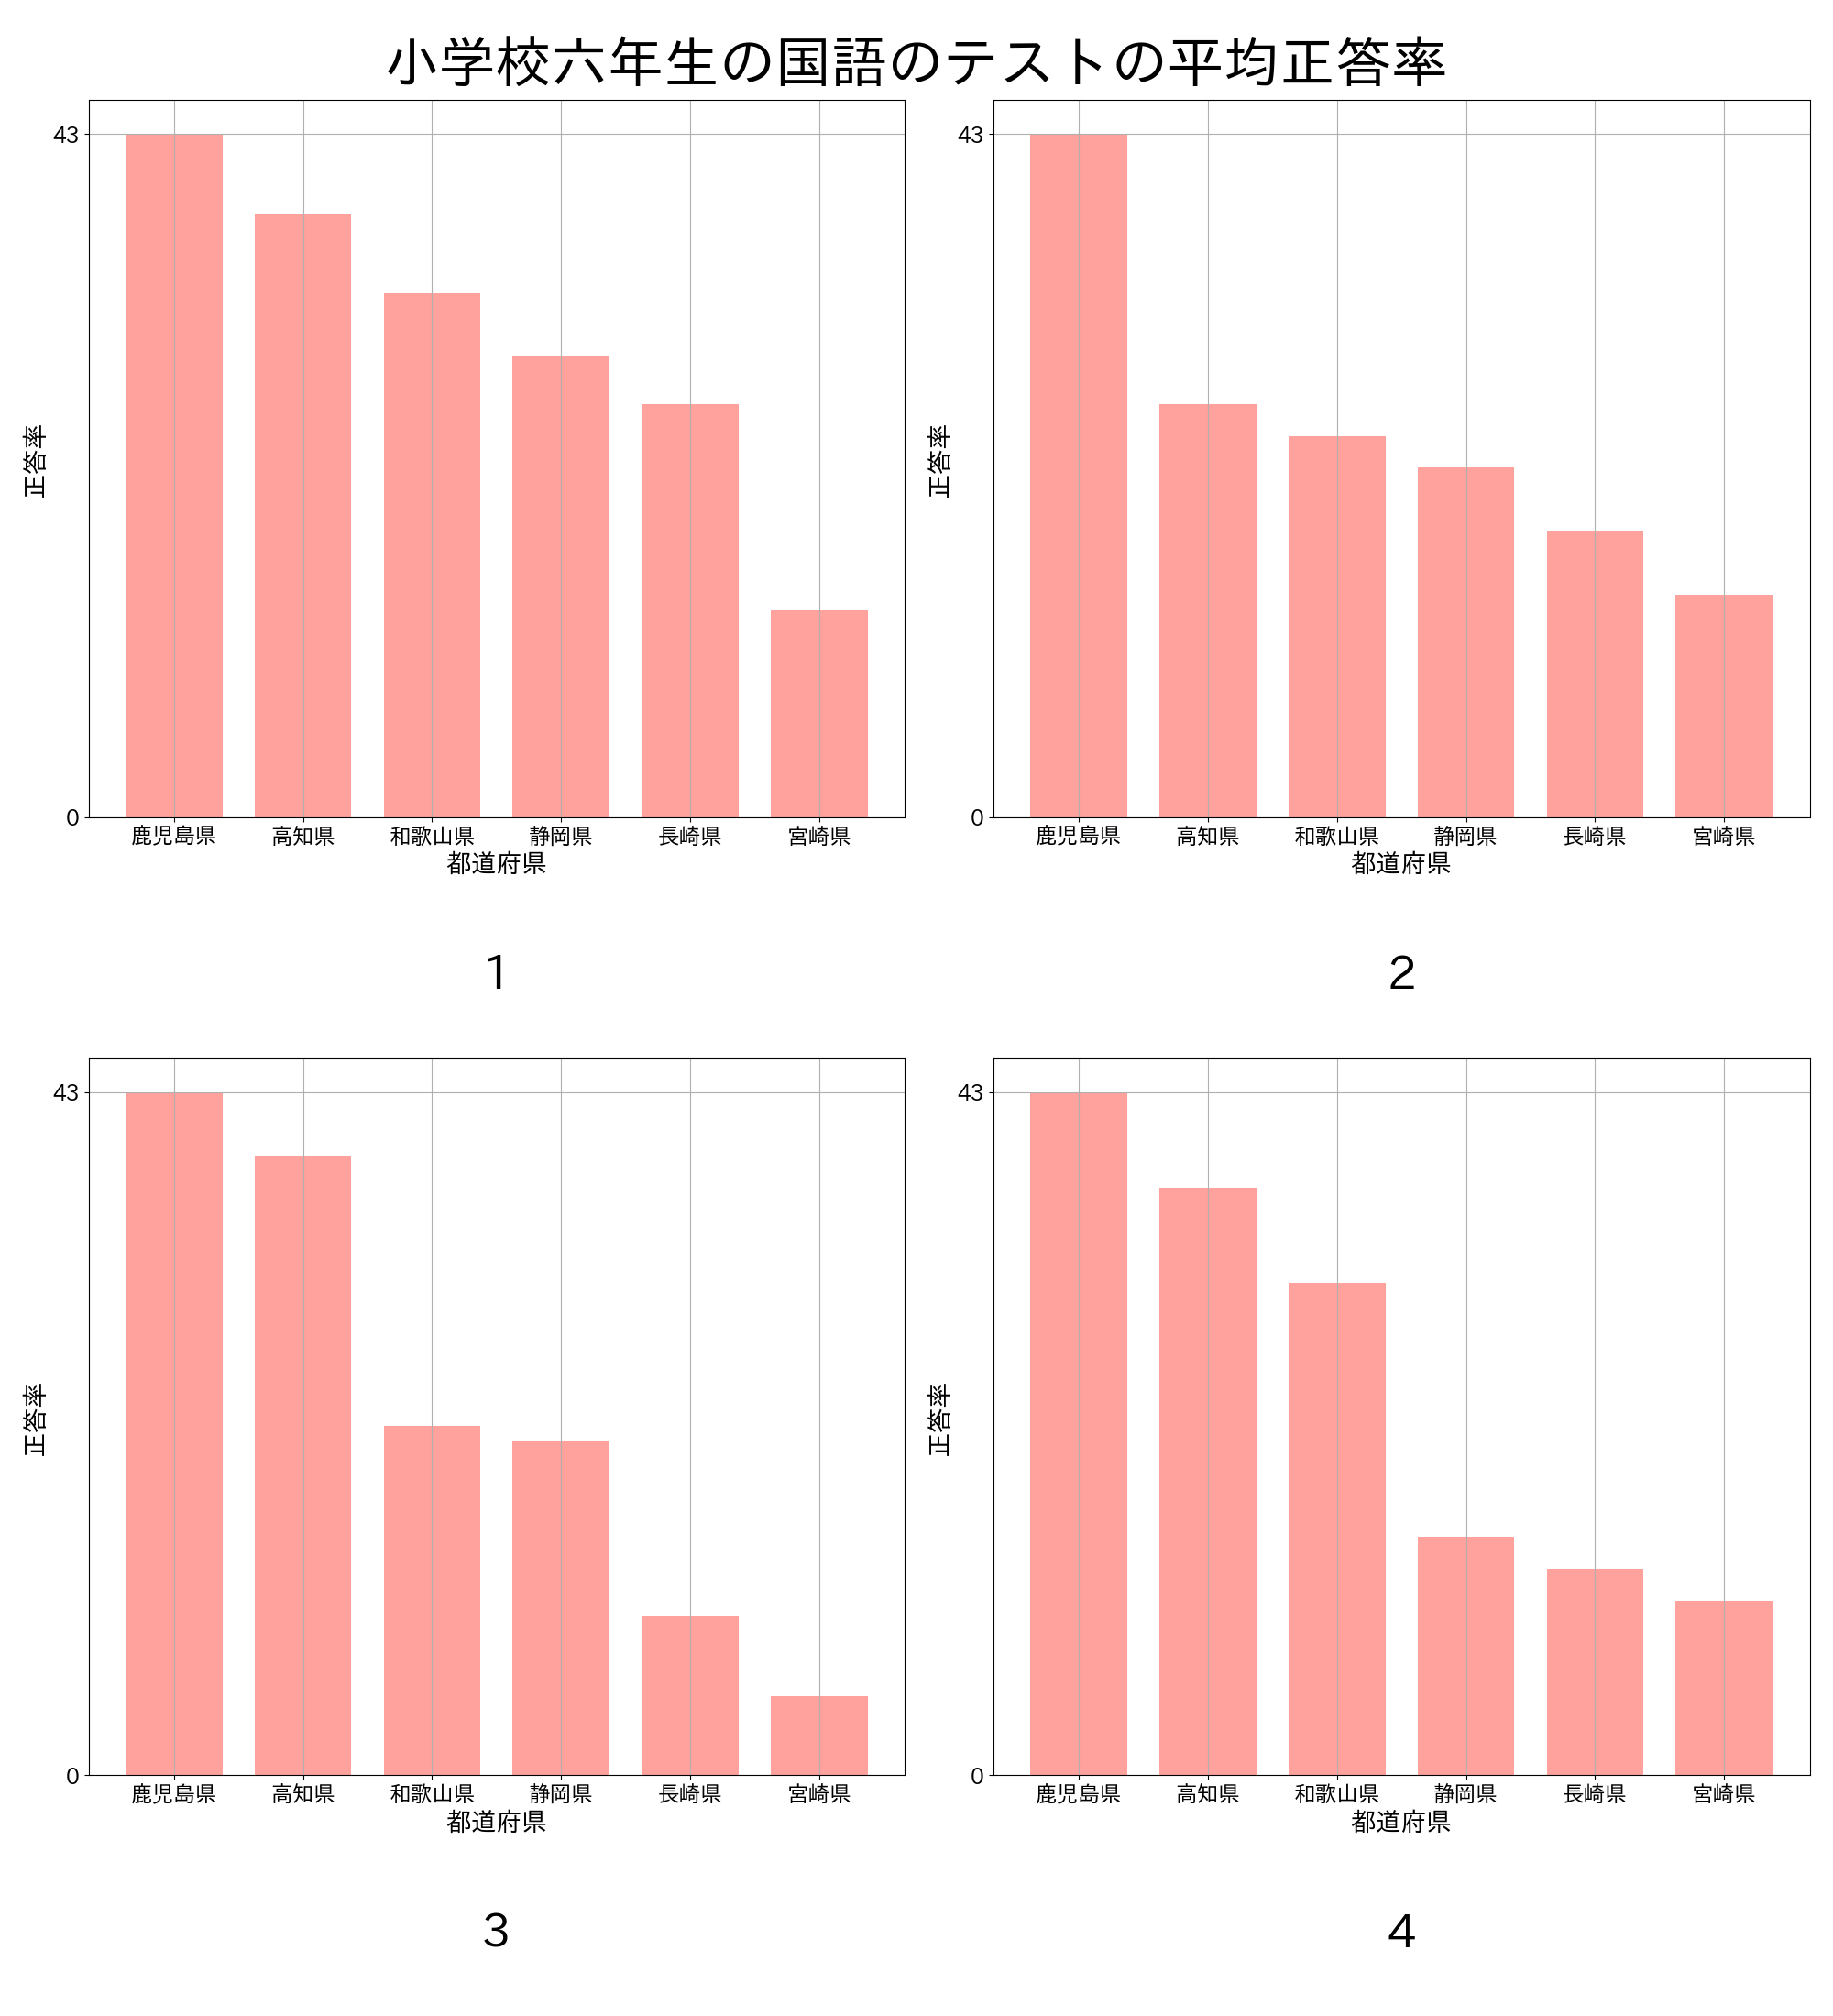 小学校六年生の国語のテストの平均正答率
43
正答率
0
鹿児島県 高知県 和歌山県 静岡県 長崎県 宮崎県
都道府県
1
43
正答率
0
鹿児島県 高知県 和歌山県 静岡県 長崎県 宮崎県
都道府県
2
43
正答率
0
鹿児島県 高知県 和歌山県 静岡県 長崎県 宮崎県
都道府県
3
43
正答率
0
鹿児島県 高知県 和歌山県 静岡県 長崎県 宮崎県
都道府県
4